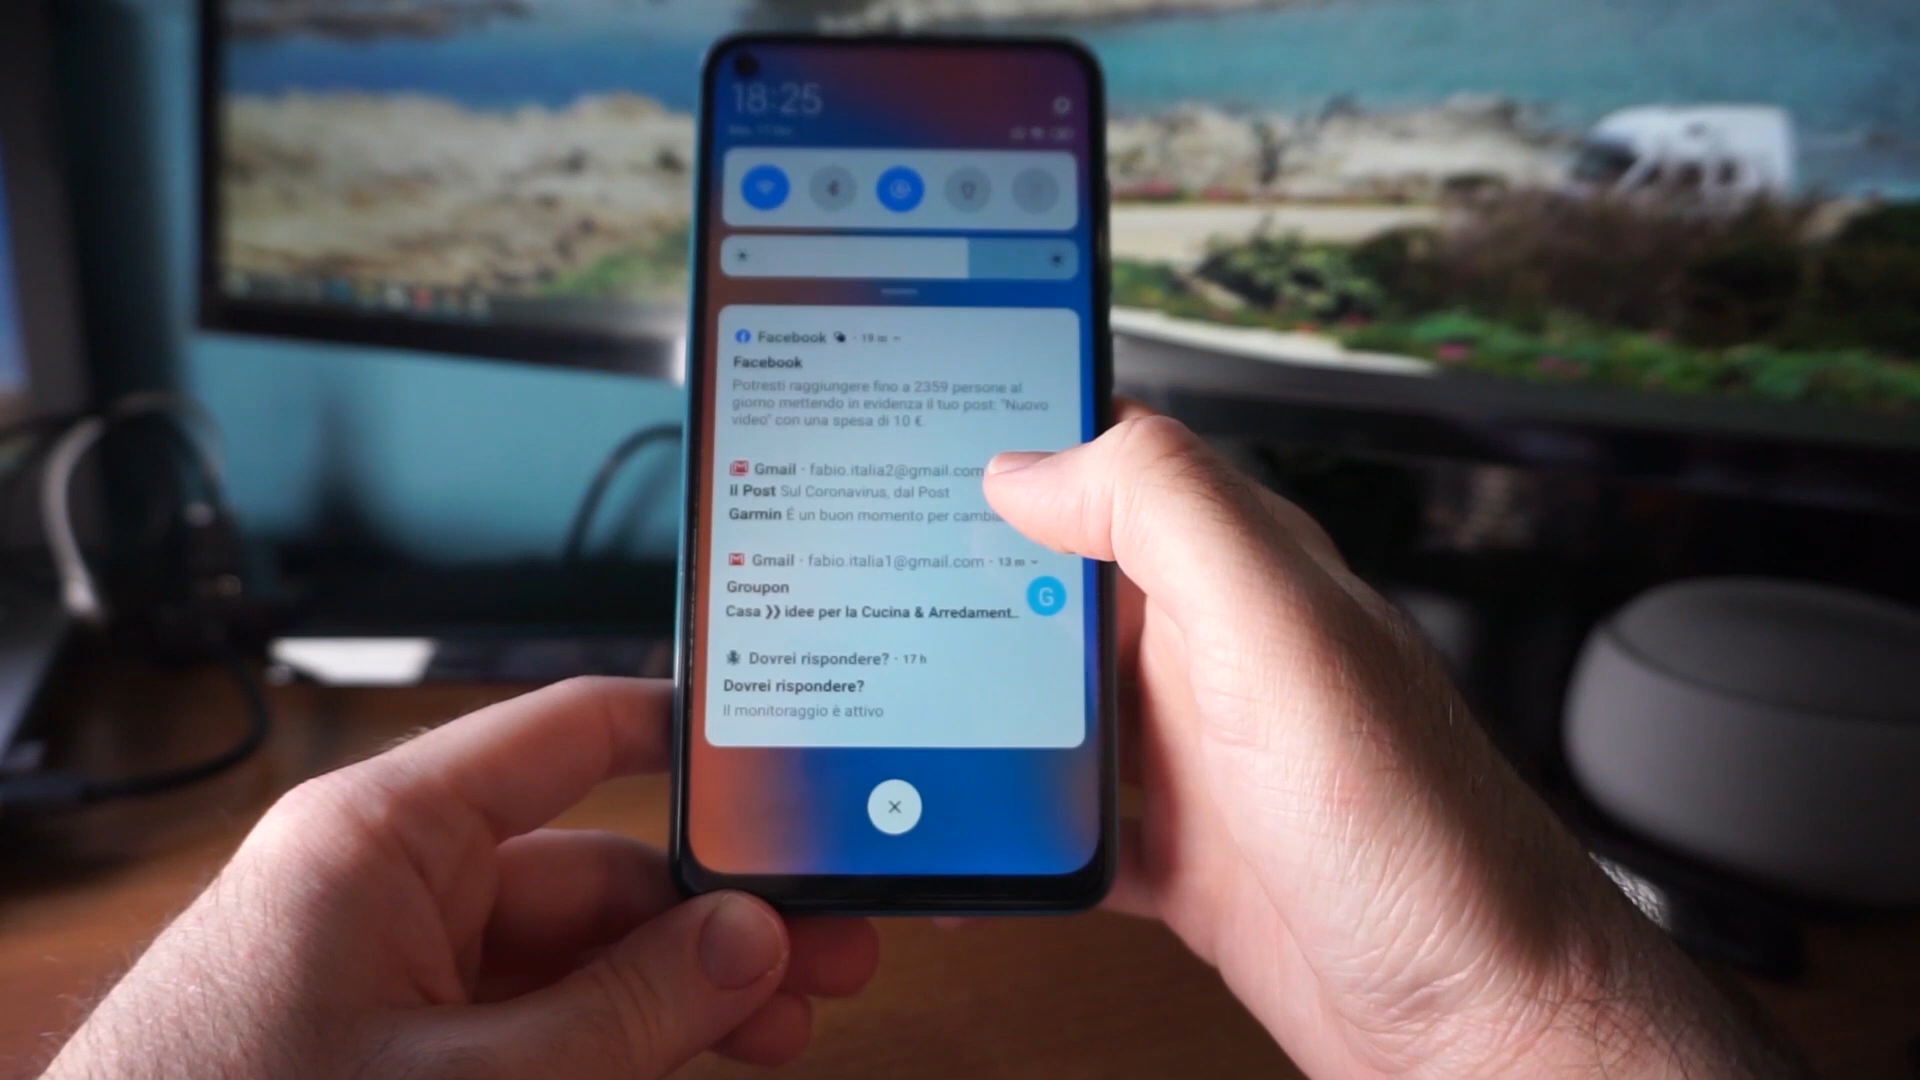 18:25
Facebook · 19 m
Facebook
Potresti raggiungere fino a 2359 persone al
giorno mettendo in evidenza il tuo post: "Nuovo
video" con una spesa di 10 €.
Gmail · fabio.italia2@gmail.com
Il Post Sul Coronavirus, dal Post
Garmin È un buon momento per
Gmail · fabio.italia1@gmail.com · 13 m
Groupon
Casa ❯❯ idee per la Cucina & Arredament..
G
Dovrei rispondere? · 17 h
Dovrei rispondere?
Il monitoraggio è attivo